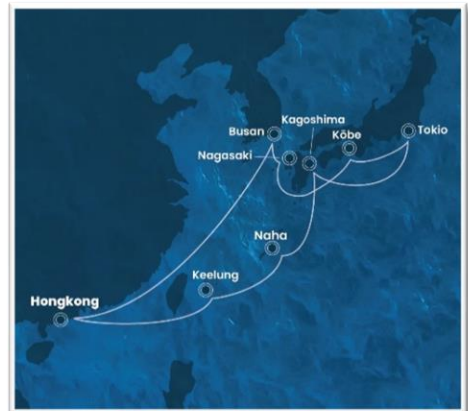 Kagoshima
Busan
Kōbe
Tokio
Nagasaki
Naha
Keelung
Hongkong